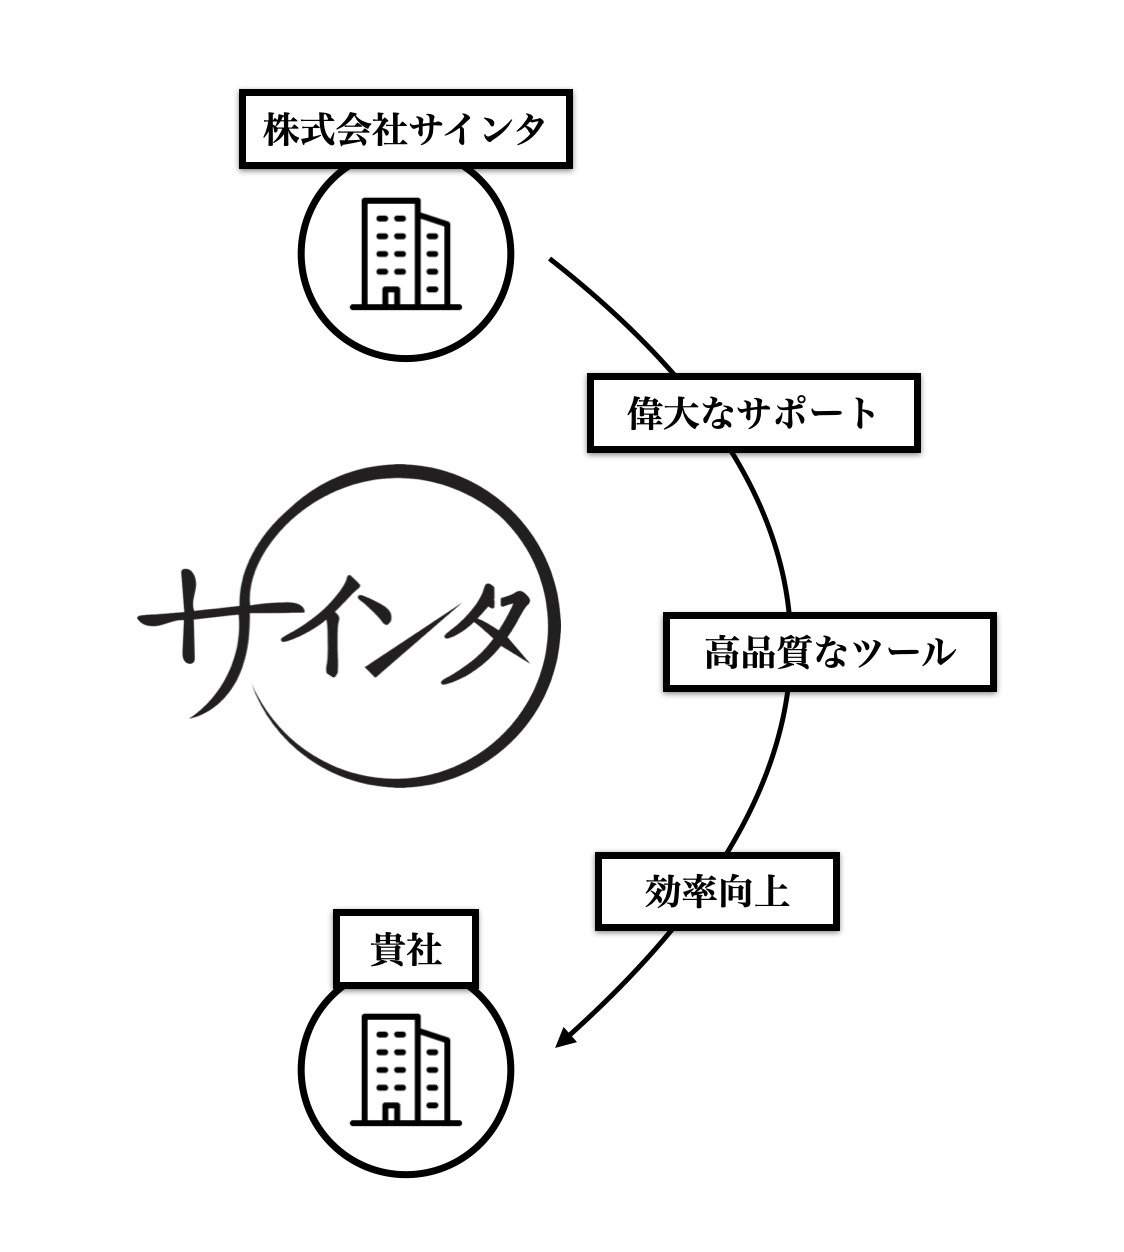 株式会社サインタ
偉大なサポート
サインタ
高品質なツール
効率向上
貴社